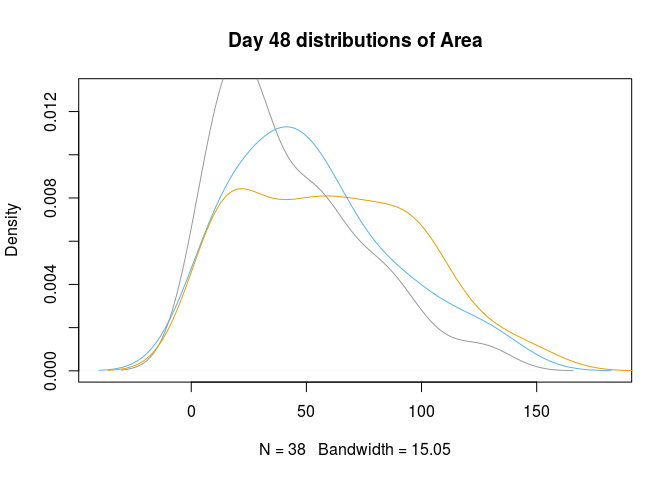 Day 48 distributions of Area
Density
0.012
0.008
0.004
0.000
0 50 100 150
N = 38 Bandwidth = 15.05